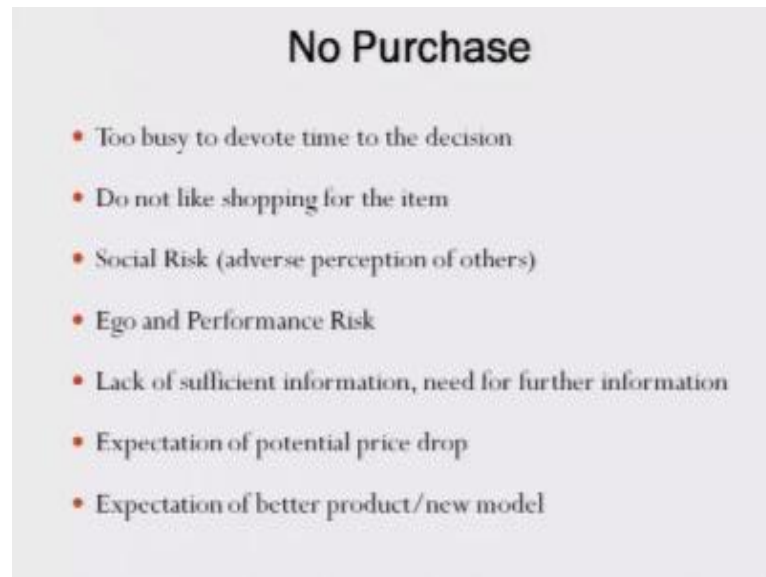 No Purchase
• Too busy to devote time to the decision
• Do not like shopping for the item
• Social Risk (adverse perception of others)
• Ego and Performance Risk
• Lack of sufficient information, need for further information
• Expectation of potential price drop
• Expectation of better product/new model